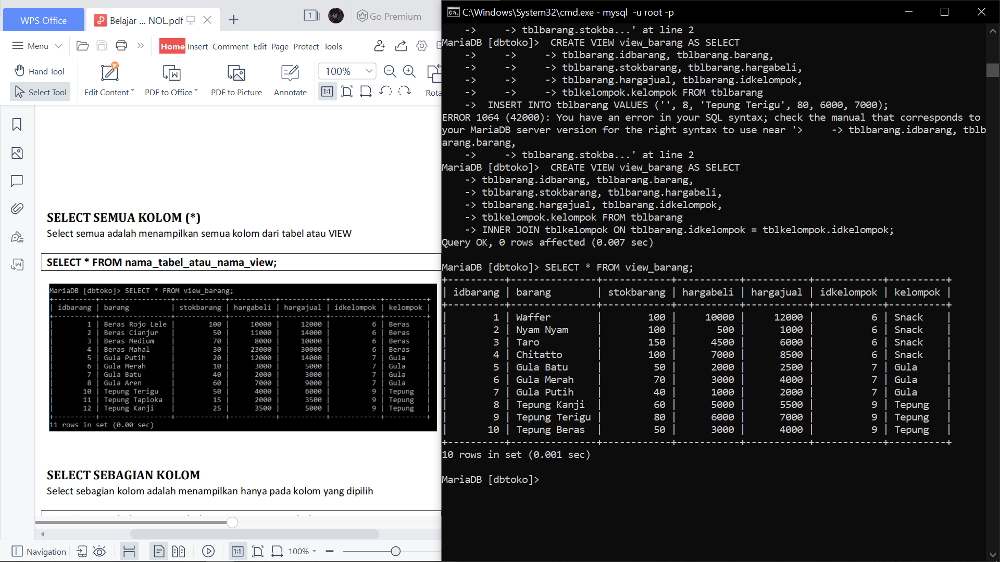 WPS Office
Belajar ... NOL.pdf
1
Go Premium
Menu
Home Insert Comment Edit Page Protect Tools
Hand Tool
Select Tool
Edit Content
PDF to Office
PDF to Picture
Annotate
100%
1:1
Rota
SELECT SEMUA KOLOM (*)
Select semua adalah menampilkan semua kolom dari tabel atau VIEW
SELECT * FROM nama_tabel_atau_nama_view;
MariaDB [dbtoko]> SELECT * FROM view_barang;
+----------+------------------+------------+-----------+-----------+------------+----------+
| idbarang | barang | stokbarang | hargabeli | hargajual | idkelompok | kelompok |
| 1 | Beras Rojo Lele | 100 | 10000 | 12000 | 6 | Beras |
| 2 | Beras Cianjur | 50 | 11000 | 14000 | 6 | Beras |
| 3 | Beras Medium | 70 | 8000 | 10000 | 6 | Beras |
| 4 | Beras Mahal | 30 | 23000 | 30000 | 6 | Beras |
| 5 | Gula Putih | 20 | 12000 | 14000 | 7 | Gula |
| 6 | Gula Merah | 10 | 3000 | 5000 | 7 | Gula |
| 7 | Gula Batu | 40 | 2000 | 3000 | 7 | Gula |
| 8 | Gula Aren | 60 | 7000 | 9000 | 7 | Gula |
| 10 | Tepung Terigu | 50 | 4000 | 6000 | 9 | Tepung |
| 11 | Tepung Tapioka | 15 | 2000 | 3500 | 9 | Tepung |
| 12 | Tepung Kanji | 25 | 3500 | 5000 | 9 | Tepung |
11 rows in set (0.00 sec)
SELECT SEBAGIAN KOLOM
Select sebagian kolom adalah menampilkan hanya pada kolom yang dipilih
Navigation
1:1
100%
C:\Windows\System32\cmd.exe - mysql -u root -p
-> -> tblbarang.stokba...' at line 2
MariaDB [dbtoko]> CREATE VIEW view_barang AS SELECT
-> -> -> tblbarang.idbarang, tblbarang.barang,
-> -> -> tblbarang.stokbarang, tblbarang.hargabeli,
-> -> -> tblbarang.hargajual, tblbarang.idkelompok,
-> -> -> tblkelompok.kelompok FROM tblbarang
-> INSERT INTO tblbarang VALUES ('', 8, 'Tepung Terigu', 80, 6000, 7000);
ERROR 1064 (42000): You have an error in your SQL syntax; check the manual that corresponds to
your MariaDB server version for the right syntax to use near '> -> tblbarang.idbarang, tblb
arang.barang,
-> -> tblbarang.stokba...' at line 2
MariaDB [dbtoko]> CREATE VIEW view_barang AS SELECT
-> tblbarang.idbarang, tblbarang.barang,
-> tblbarang.stokbarang, tblbarang.hargabeli,
-> tblbarang.hargajual, tblbarang.idkelompok,
-> tblkelompok.kelompok FROM tblbarang
-> INNER JOIN tblkelompok ON tblbarang.idkelompok = tblkelompok.idkelompok;
Query OK, 0 rows affected (0.007 sec)
MariaDB [dbtoko]> SELECT * FROM view_barang;
+----------+---------------+------------+-----------+-----------+------------+----------+
| idbarang | barang | stokbarang | hargabeli | hargajual | idkelompok | kelompok |
+----------+---------------+------------+-----------+-----------+------------+----------+
| 1 | Waffer | 100 | 10000 | 12000 | 6 | Snack |
| 2 | Nyam Nyam | 100 | 500 | 1000 | 6 | Snack |
| 3 | Taro | 150 | 4500 | 6000 | 6 | Snack |
| 4 | Chitatto | 100 | 7000 | 8500 | 6 | Snack |
| 5 | Gula Batu | 50 | 2000 | 2500 | 7 | Gula |
| 6 | Gula Merah | 70 | 3000 | 4000 | 7 | Gula |
| 7 | Gula Putih | 40 | 1000 | 2000 | 7 | Gula |
| 8 | Tepung Kanji | 60 | 5000 | 5500 | 9 | Tepung |
| 9 | Tepung Terigu | 80 | 6000 | 7000 | 9 | Tepung |
| 10 | Tepung Beras | 50 | 3000 | 4000 | 9 | Tepung |
+----------+---------------+------------+-----------+-----------+------------+----------+
10 rows in set (0.001 sec)
MariaDB [dbtoko]>